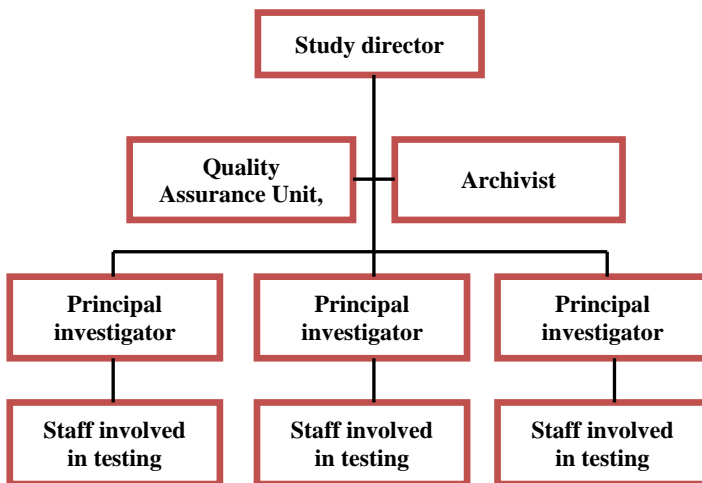 Study director
Quality
Assurance Unit,
Archivist
Principal
investigator
Principal
investigator
Principal
investigator
Staff involved
in testing
Staff involved
in testing
Staff involved
in testing